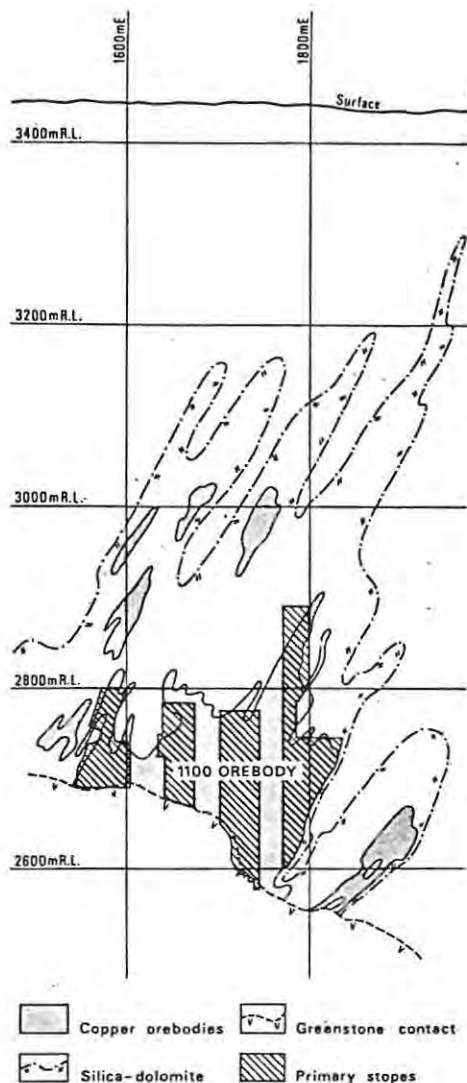 1600mE
1800mE
Surface
3400mR.L.
3200mR.L.
3000mR.L.
2800mR.L.
1100 OREBODY
2600mR.L.
Copper orebodies
Greenstone contact
Silica-dolomite
Primary stopes